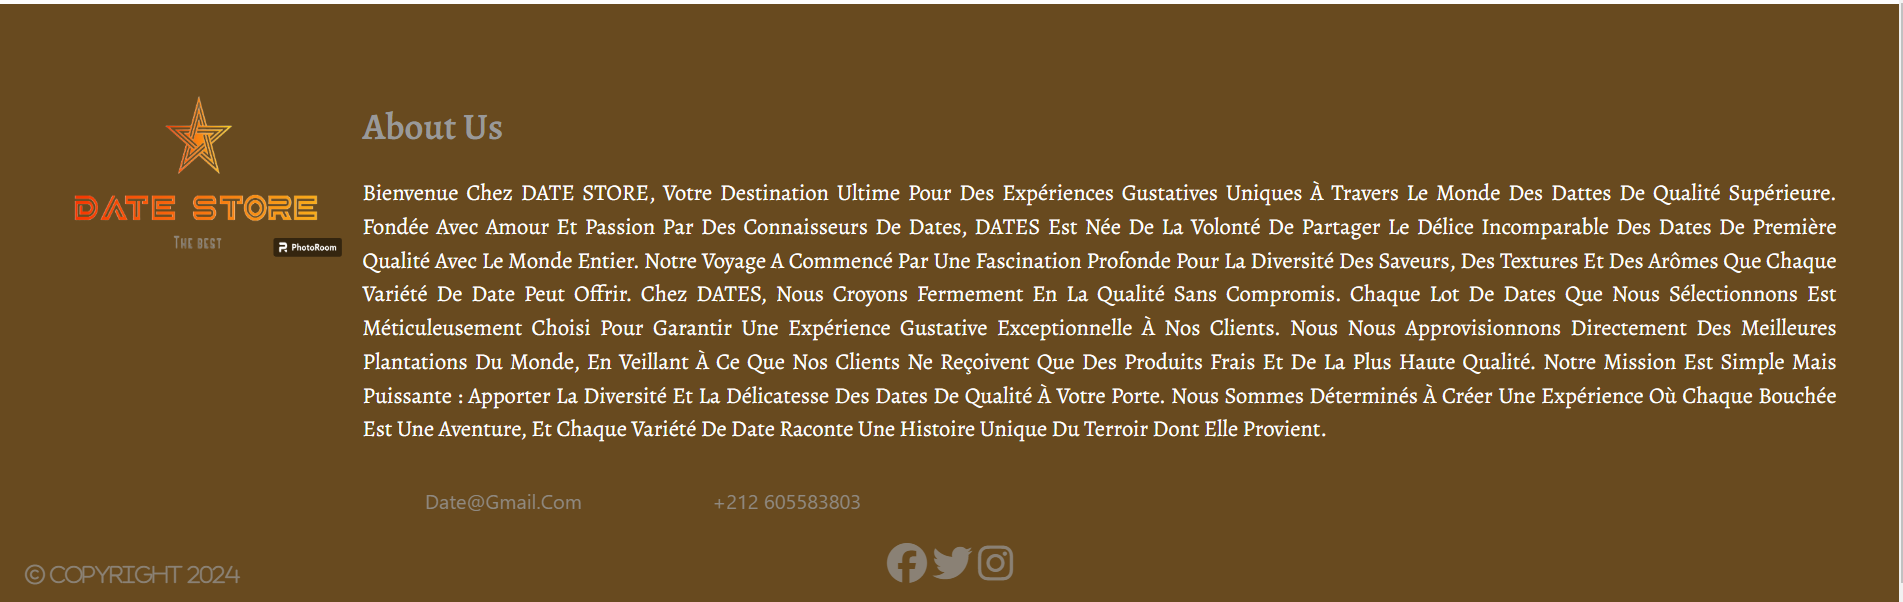 About Us
DATE STORE
THE BEST
PhotoRoom
Bienvenue Chez DATE STORE, Votre Destination Ultime Pour Des Expériences Gustatives Uniques À Travers Le Monde Des Dattes De Qualité Supérieure.
Fondée Avec Amour Et Passion Par Des Connaisseurs De Dates, DATES Est Née De La Volonté De Partager Le Délice Incomparable Des Dates De Première
Qualité Avec Le Monde Entier. Notre Voyage A Commencé Par Une Fascination Profonde Pour La Diversité Des Saveurs, Des Textures Et Des Arômes Que Chaque
Variété De Date Peut Offrir. Chez DATES, Nous Croyons Fermement En La Qualité Sans Compromis. Chaque Lot De Dates Que Nous Sélectionnons Est
Méticuleusement Choisi Pour Garantir Une Expérience Gustative Exceptionnelle À Nos Clients. Nous Nous Approvisionnons Directement Des Meilleures
Plantations Du Monde, En Veillant À Ce Que Nos Clients Ne Reçoivent Que Des Produits Frais Et De La Plus Haute Qualité. Notre Mission Est Simple Mais
Puissante : Apporter La Diversité Et La Délicatesse Des Dates De Qualité À Votre Porte. Nous Sommes Déterminés À Créer Une Expérience Où Chaque Bouchée
Est Une Aventure, Et Chaque Variété De Date Raconte Une Histoire Unique Du Terroir Dont Elle Provient.
Date@Gmail.Com
+212 605583803
© COPYRIGHT 2024